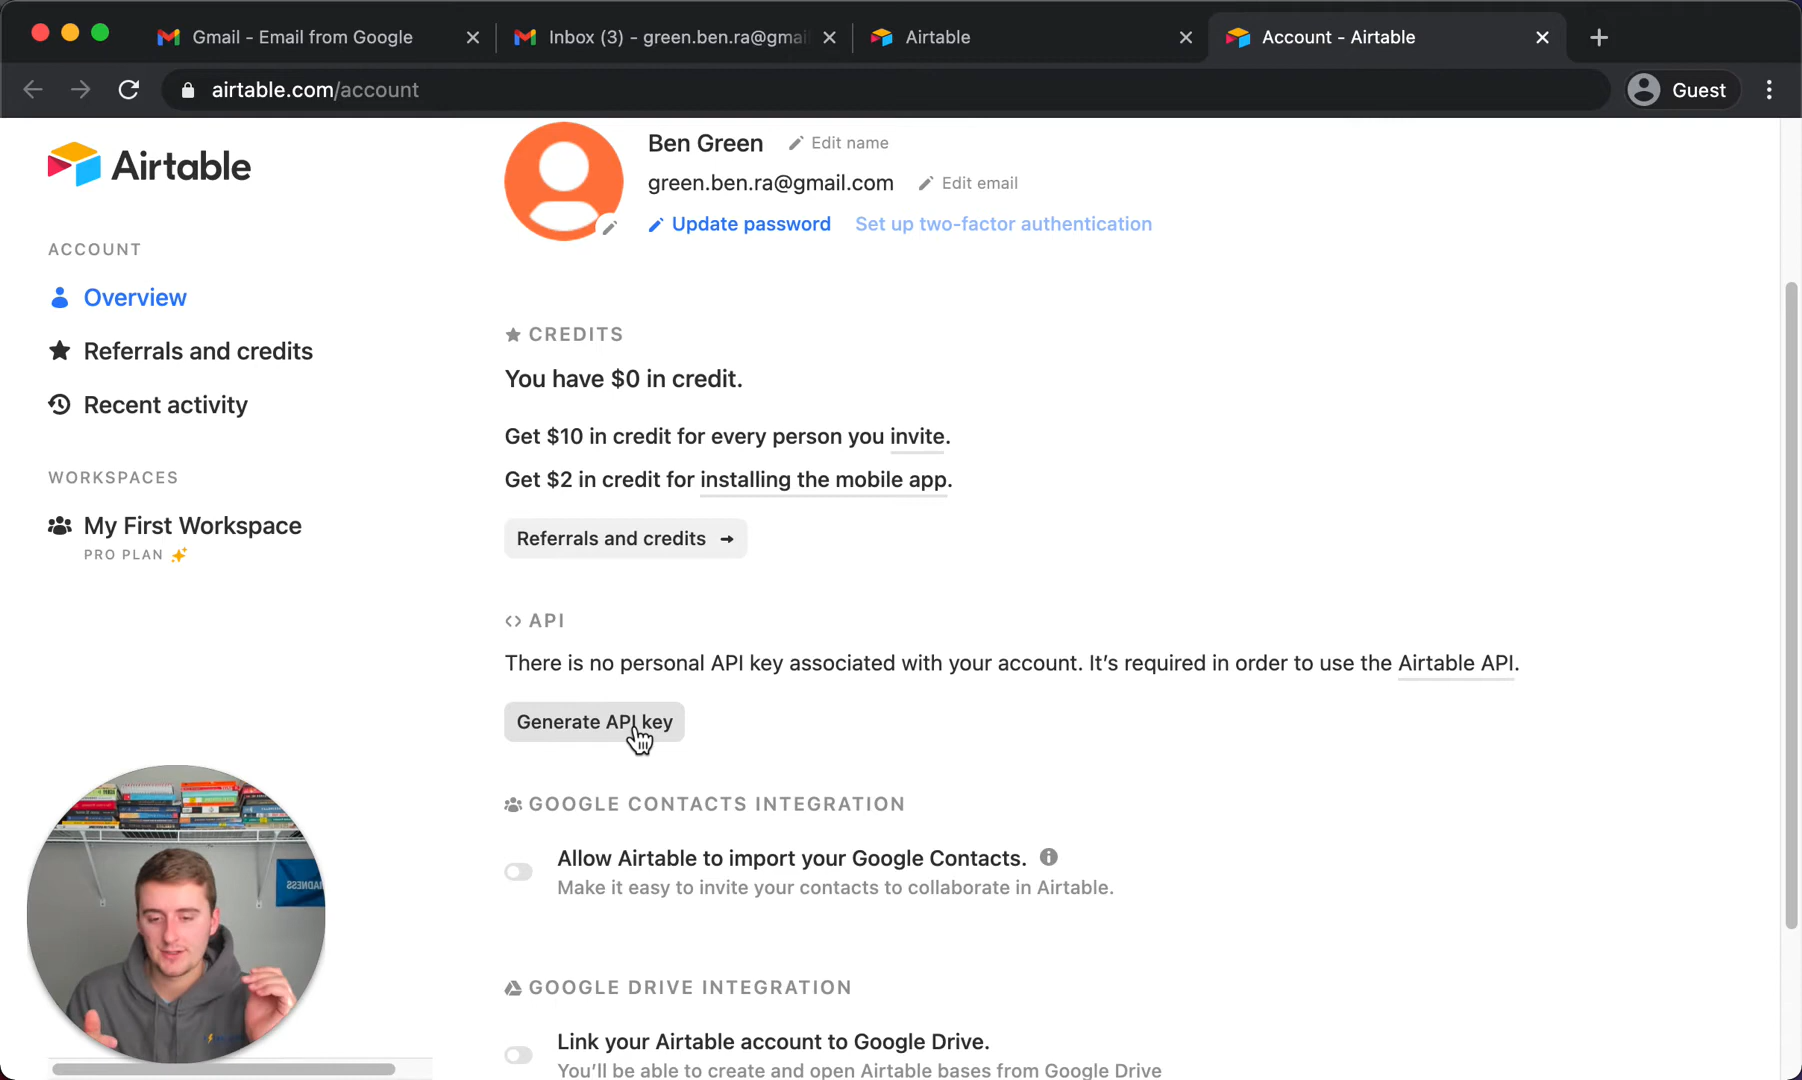 Gmail - Email from Google
Inbox (3) - green.ben.ra@gmai
Airtable
Account - Airtable
airtable.com/account
Guest
Airtable
Ben Green
Edit name
green.ben.ra@gmail.com
Edit email
Update password
Set up two-factor authentication
ACCOUNT
Overview
Referrals and credits
Recent activity
WORKSPACES
My First Workspace
PRO PLAN
CREDITS
You have $0 in credit.
Get $10 in credit for every person you invite.
Get $2 in credit for installing the mobile app.
Referrals and credits →
<> API
There is no personal API key associated with your account. It’s required in order to use the Airtable API.
Generate API key
GOOGLE CONTACTS INTEGRATION
Allow Airtable to import your Google Contacts.
Make it easy to invite your contacts to collaborate in Airtable.
GOOGLE DRIVE INTEGRATION
Link your Airtable account to Google Drive.
You’ll be able to create and open Airtable bases from Google Drive